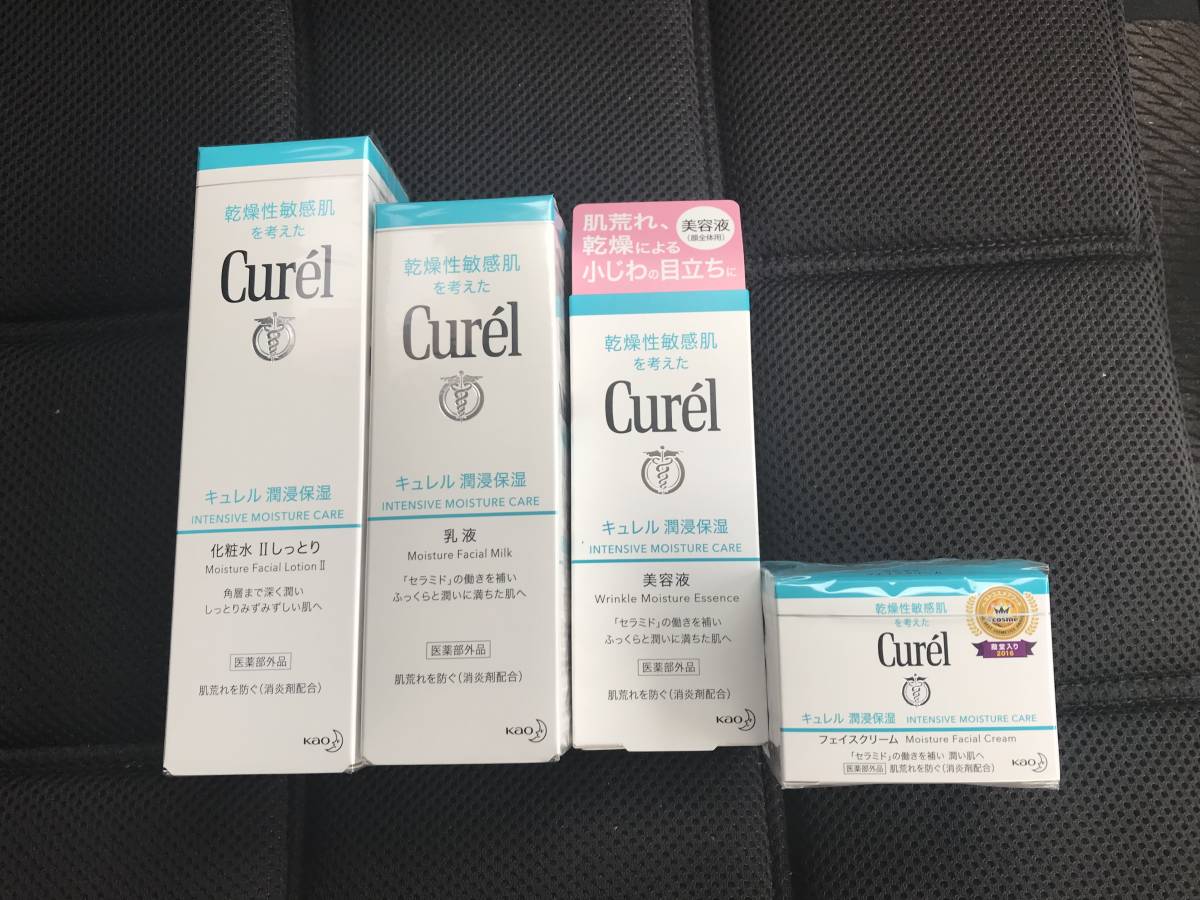 乾燥性敏感肌
を考えた
Curél
キュレル 潤浸保湿
INTENSIVE MOISTURE CARE
化粧水 IIしっとり
Moisture Facial Lotion II
角層まで深く潤い
しっとりみずみずしい肌へ
医薬部外品
肌荒れを防ぐ(消炎剤配合)
Kao
乾燥性敏感肌
を考えた
Curél
キュレル 潤浸保湿
INTENSIVE MOISTURE CARE
乳液
Moisture Facial Milk
「セラミド」の働きを補い
ふっくらと潤いに満ちた肌へ
医薬部外品
肌荒れを防ぐ(消炎剤配合)
Kao
肌荒れ、
乾燥による
小じわの目立ちに
美容液
(顔全体用)
乾燥性敏感肌
を考えた
Curél
キュレル 潤浸保湿
INTENSIVE MOISTURE CARE
美容液
Wrinkle Moisture Essence
「セラミド」の働きを補い
ふっくらと潤いに満ちた肌へ
医薬部外品
肌荒れを防ぐ(消炎剤配合)
Kao
乾燥性敏感肌
を考えた
Curél
@cosme
殿堂入り
2016
キュレル 潤浸保湿 INTENSIVE MOISTURE CARE
フェイスクリーム Moisture Facial Cream
「セラミド」の働きを補い 潤い肌へ
医薬部外品 肌荒れを防ぐ(消炎剤配合)
Kao